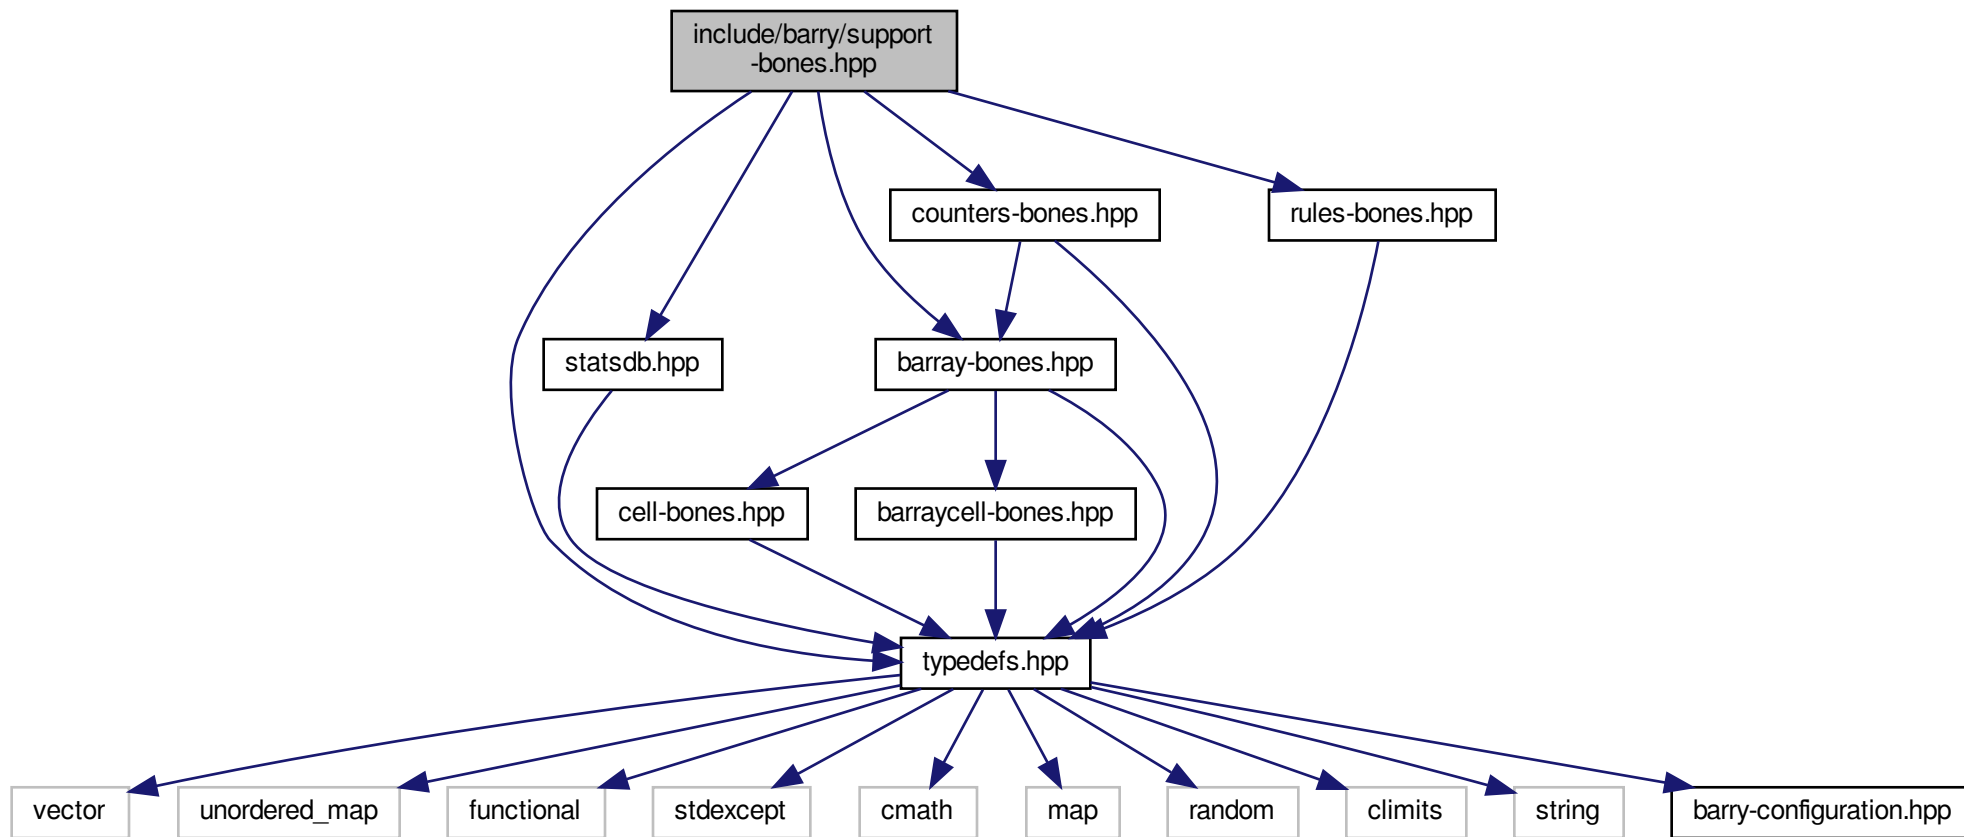 include/barry/support
-bones.hpp
counters-bones.hpp
rules-bones.hpp
statsdb.hpp
barray-bones.hpp
cell-bones.hpp
barraycell-bones.hpp
typedefs.hpp
vector
unordered_map
functional
stdexcept
cmath
map
random
climits
string
barry-configuration.hpp